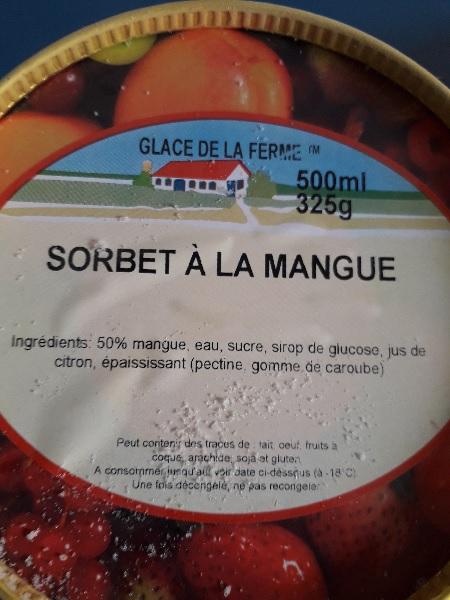 GLACE DE LA FERME ™
500ml
325g
SORBET À LA MANGUE
Ingrédients: 50% mangue, eau, sucre, sirop de glucose, jus de
citron, épaississant (pectine, gomme de caroube)
Peut contenir des traces de : lait, oeuf, fruits à
coque, arachide, soja et gluten.
A consommer jusqu'au: voir date ci-dessous (à -18°C)
Une fois décongelé, ne pas recongeler.